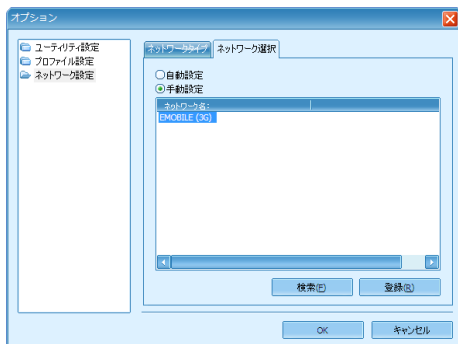 オプション
ユーティリティ設定
プロファイル設定
ネットワーク設定
ネットワークタイプ ネットワーク選択
自動設定
手動設定
ネットワーク名:
EMOBILE (3G)
検索(F) 登録(R)
OK キャンセル